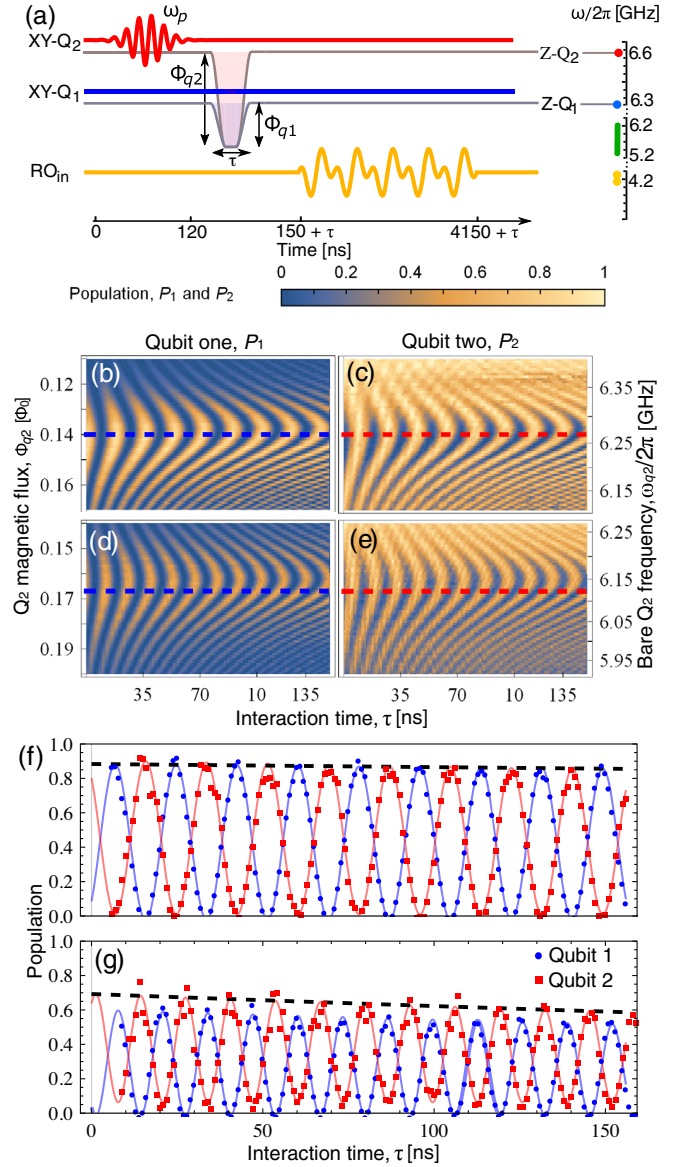 (a)
ω_p
ω/2π [GHz]
XY-Q₂
Z-Q₂
6.6
Φ_q2
XY-Q₁
Z-Q₁
6.3
Φ_q1
6.2
τ
5.2
RO_in
4.2
0
120
150 + τ
4150 + τ
Time [ns]
0
0.2
0.4
0.6
0.8
1
Population, P₁ and P₂
Qubit one, P₁
Qubit two, P₂
(b)
(c)
0.12
0.14
0.16
6.35
6.25
6.15
(d)
(e)
0.15
0.17
0.19
6.25
6.15
6.05
5.95
Q₂ magnetic flux, Φ_q2 [Φ₀]
Bare Q₂ frequency, ω_q2/2π [GHz]
35
70
10
135
35
70
10
135
Interaction time, τ [ns]
(f)
1.0
0.8
0.6
0.4
0.2
0.0
(g)
1.0
0.8
0.6
0.4
0.2
0.0
Qubit 1
Qubit 2
Population
0
50
100
150
Interaction time, τ [ns]